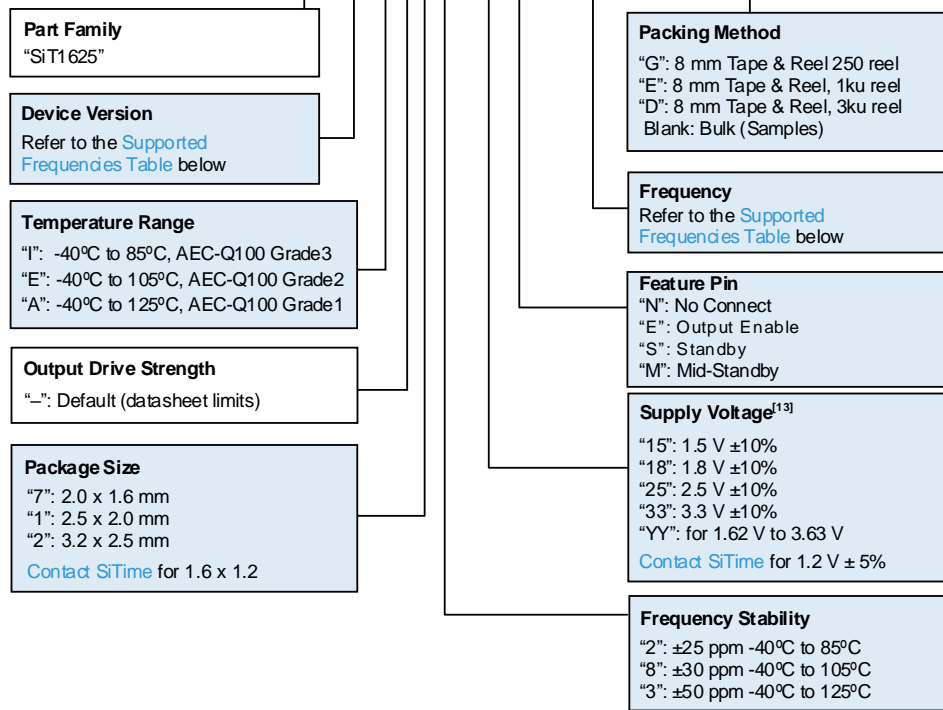 Part Family
“SiT1625”
Device Version
Refer to the Supported
Frequencies Table below
Temperature Range
“I”: -40ºC to 85ºC, AEC-Q100 Grade3
“E”: -40ºC to 105ºC, AEC-Q100 Grade2
“A”: -40ºC to 125ºC, AEC-Q100 Grade1
Output Drive Strength
“–”: Default (datasheet limits)
Package Size
“7”: 2.0 x 1.6 mm
“1”: 2.5 x 2.0 mm
“2”: 3.2 x 2.5 mm
Contact SiTime for 1.6 x 1.2
Packing Method
“G”: 8 mm Tape & Reel 250 reel
“E”: 8 mm Tape & Reel, 1ku reel
“D”: 8 mm Tape & Reel, 3ku reel
Blank: Bulk (Samples)
Frequency
Refer to the Supported
Frequencies Table below
Feature Pin
“N”: No Connect
“E”: Output Enable
“S”: Standby
“M”: Mid-Standby
Supply Voltage[13]
“15”: 1.5 V ±10%
“18”: 1.8 V ±10%
“25”: 2.5 V ±10%
“33”: 3.3 V ±10%
“YY”: for 1.62 V to 3.63 V
Contact SiTime for 1.2 V ± 5%
Frequency Stability
“2”: ±25 ppm -40ºC to 85ºC
“8”: ±30 ppm -40ºC to 105ºC
“3”: ±50 ppm -40ºC to 125ºC